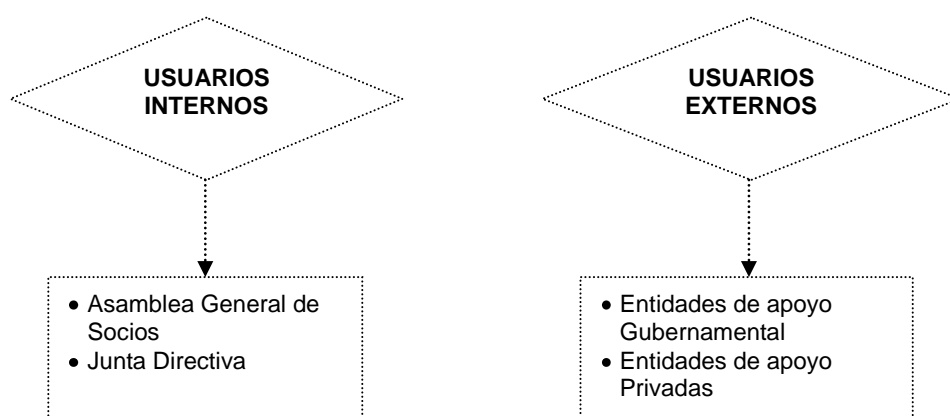 USUARIOS
INTERNOS
USUARIOS
EXTERNOS
• Asamblea General de
Socios
• Junta Directiva
• Entidades de apoyo
Gubernamental
• Entidades de apoyo
Privadas